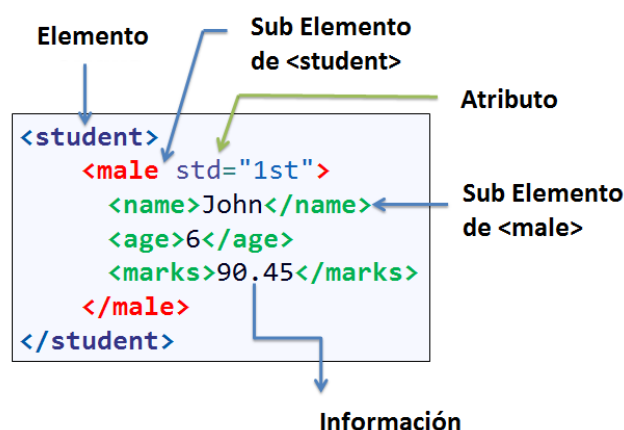 Elemento
Sub Elemento
de <student>
Atributo
<student>
<male std="1st">
<name>John</name>
<age>6</age>
<marks>90.45</marks>
</male>
</student>
Sub Elemento
de <male>
Información